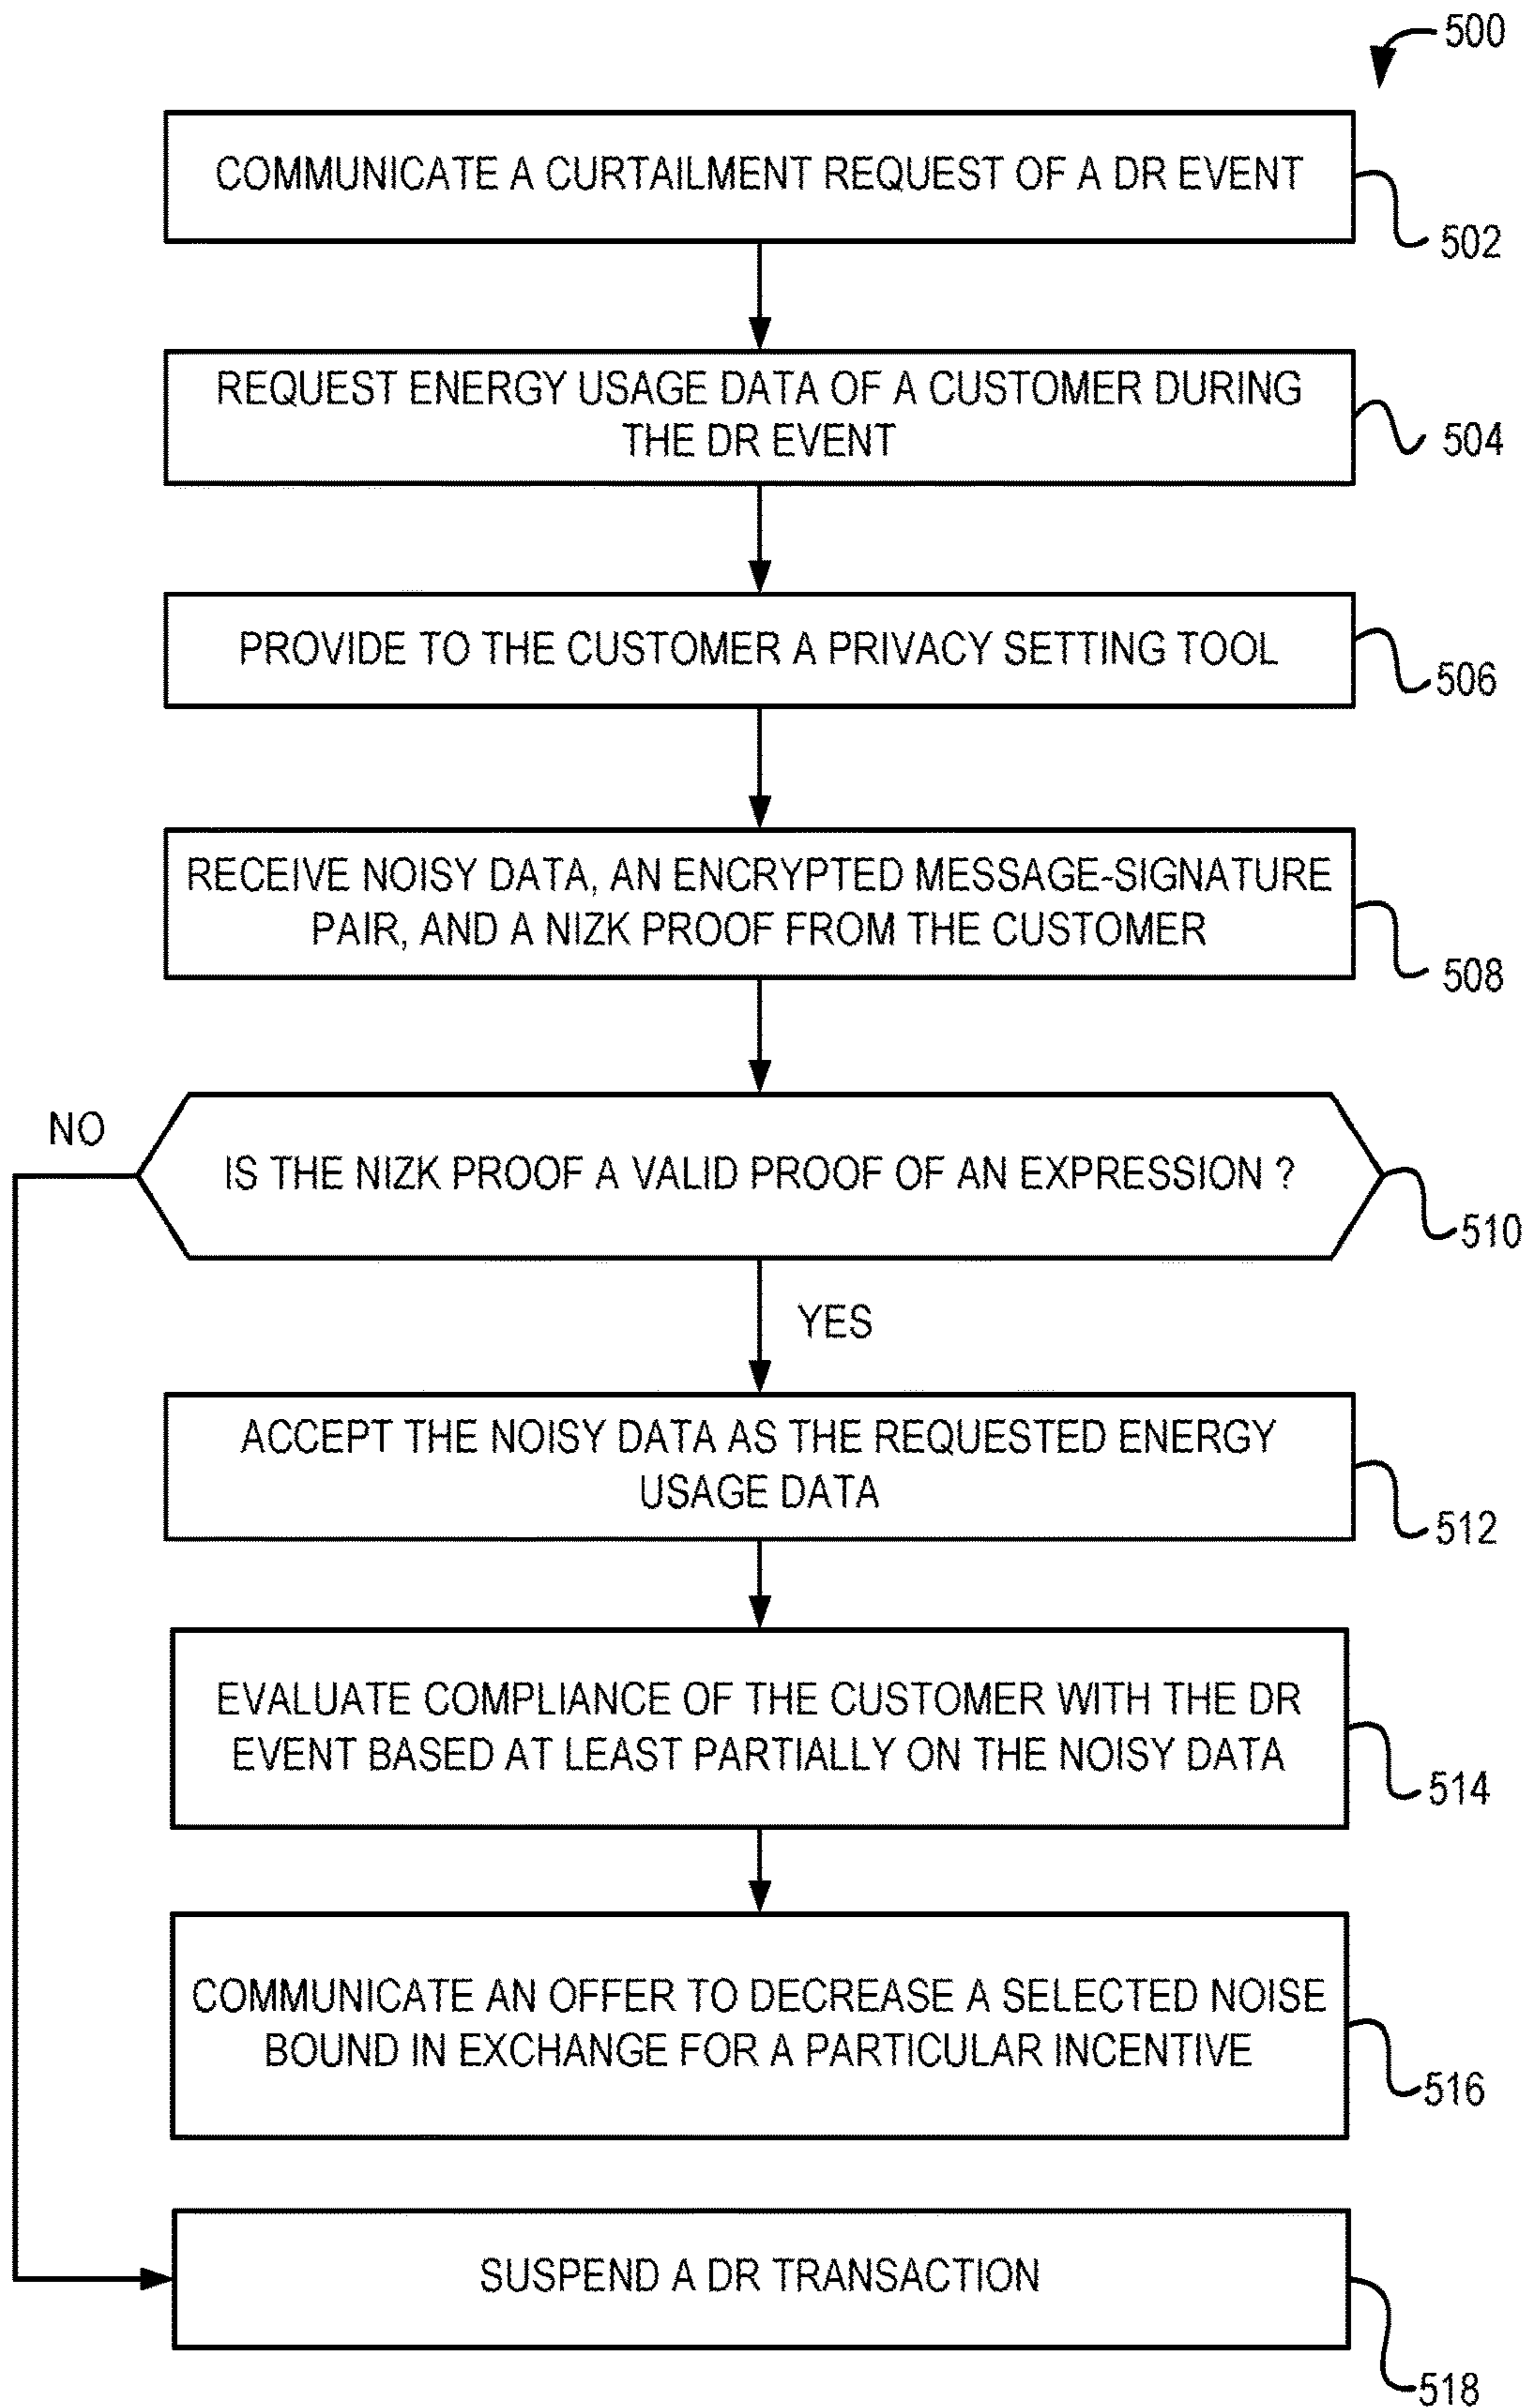 500
COMMUNICATE A CURTAILMENT REQUEST OF A DR EVENT
502
REQUEST ENERGY USAGE DATA OF A CUSTOMER DURING
THE DR EVENT
504
PROVIDE TO THE CUSTOMER A PRIVACY SETTING TOOL
506
RECEIVE NOISY DATA, AN ENCRYPTED MESSAGE-SIGNATURE
PAIR, AND A NIZK PROOF FROM THE CUSTOMER
508
NO
IS THE NIZK PROOF A VALID PROOF OF AN EXPRESSION ?
510
YES
ACCEPT THE NOISY DATA AS THE REQUESTED ENERGY
USAGE DATA
512
EVALUATE COMPLIANCE OF THE CUSTOMER WITH THE DR
EVENT BASED AT LEAST PARTIALLY ON THE NOISY DATA
514
COMMUNICATE AN OFFER TO DECREASE A SELECTED NOISE
BOUND IN EXCHANGE FOR A PARTICULAR INCENTIVE
516
SUSPEND A DR TRANSACTION
518